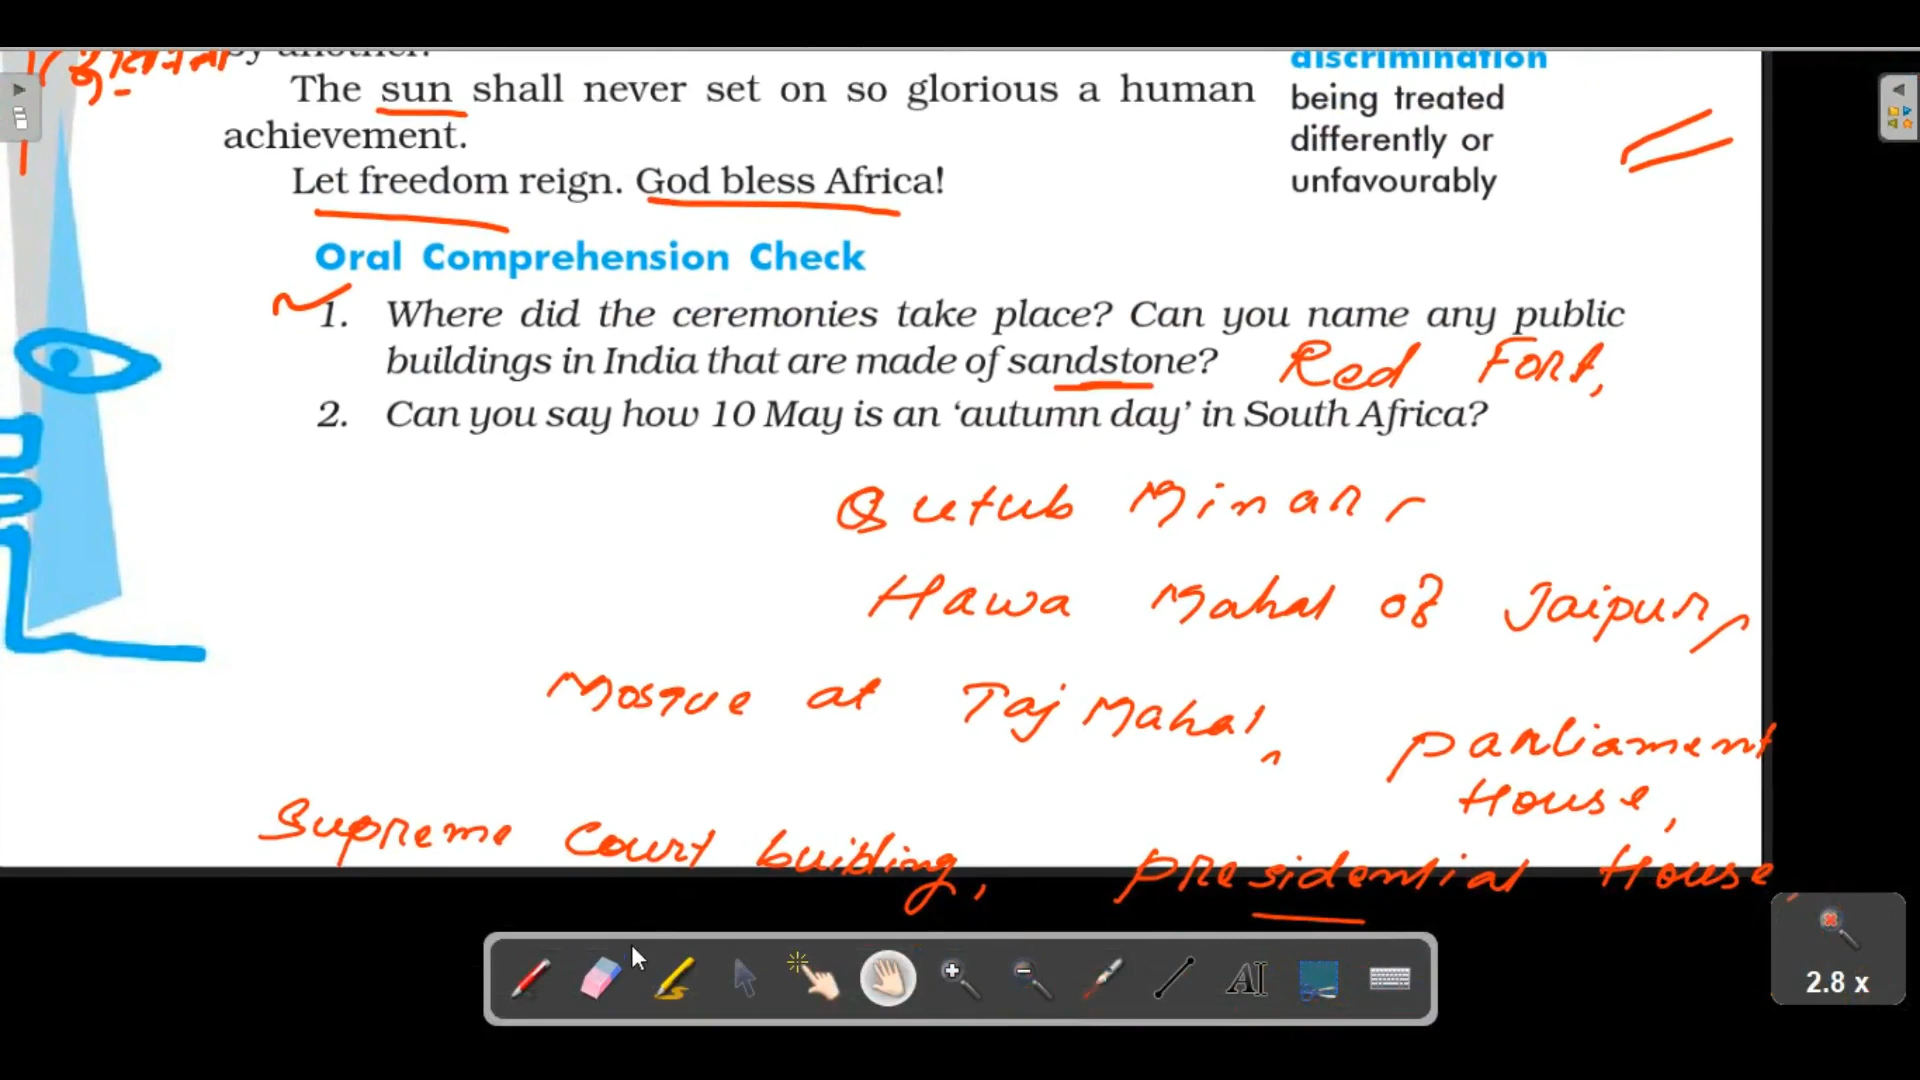 by another.
The sun shall never set on so glorious a human
achievement.
Let freedom reign. God bless Africa!
discrimination
being treated
differently or
unfavourably
Oral Comprehension Check
1. Where did the ceremonies take place? Can you name any public
buildings in India that are made of sandstone? Red Fort,
2. Can you say how 10 May is an ‘autumn day’ in South Africa?
Qutub Minar,
Hawa Mahal of Jaipur,
Mosque at Taj Mahal, Parliament
House,
Supreme Court building, Presidential House
AI
2.8 x